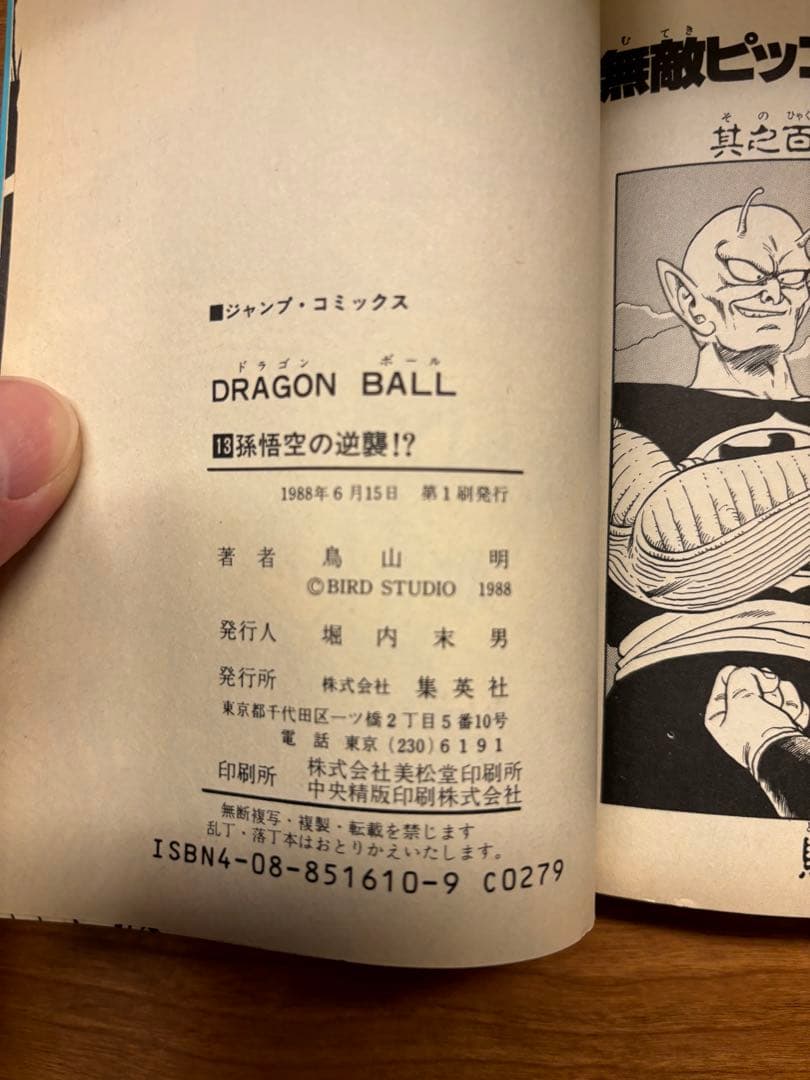 ■ジャンプ・コミックス
ドラゴン ボール
DRAGON BALL
13孫悟空の逆襲!?
1988年6月15日 第1刷発行
著者 鳥山 明
©BIRD STUDIO 1988
発行人 堀内末男
発行所 株式会社 集英社
東京都千代田区一ツ橋2丁目5番10号
電話 東京(230)6191
印刷所 株式会社美松堂印刷所
中央精版印刷株式会社
無断複写・複製・転載を禁じます
乱丁・落丁本はおとりかえいたします。
ISBN4-08-851610-9 C0279
むてき
無敵ピッコ
その ひゃく
其之百